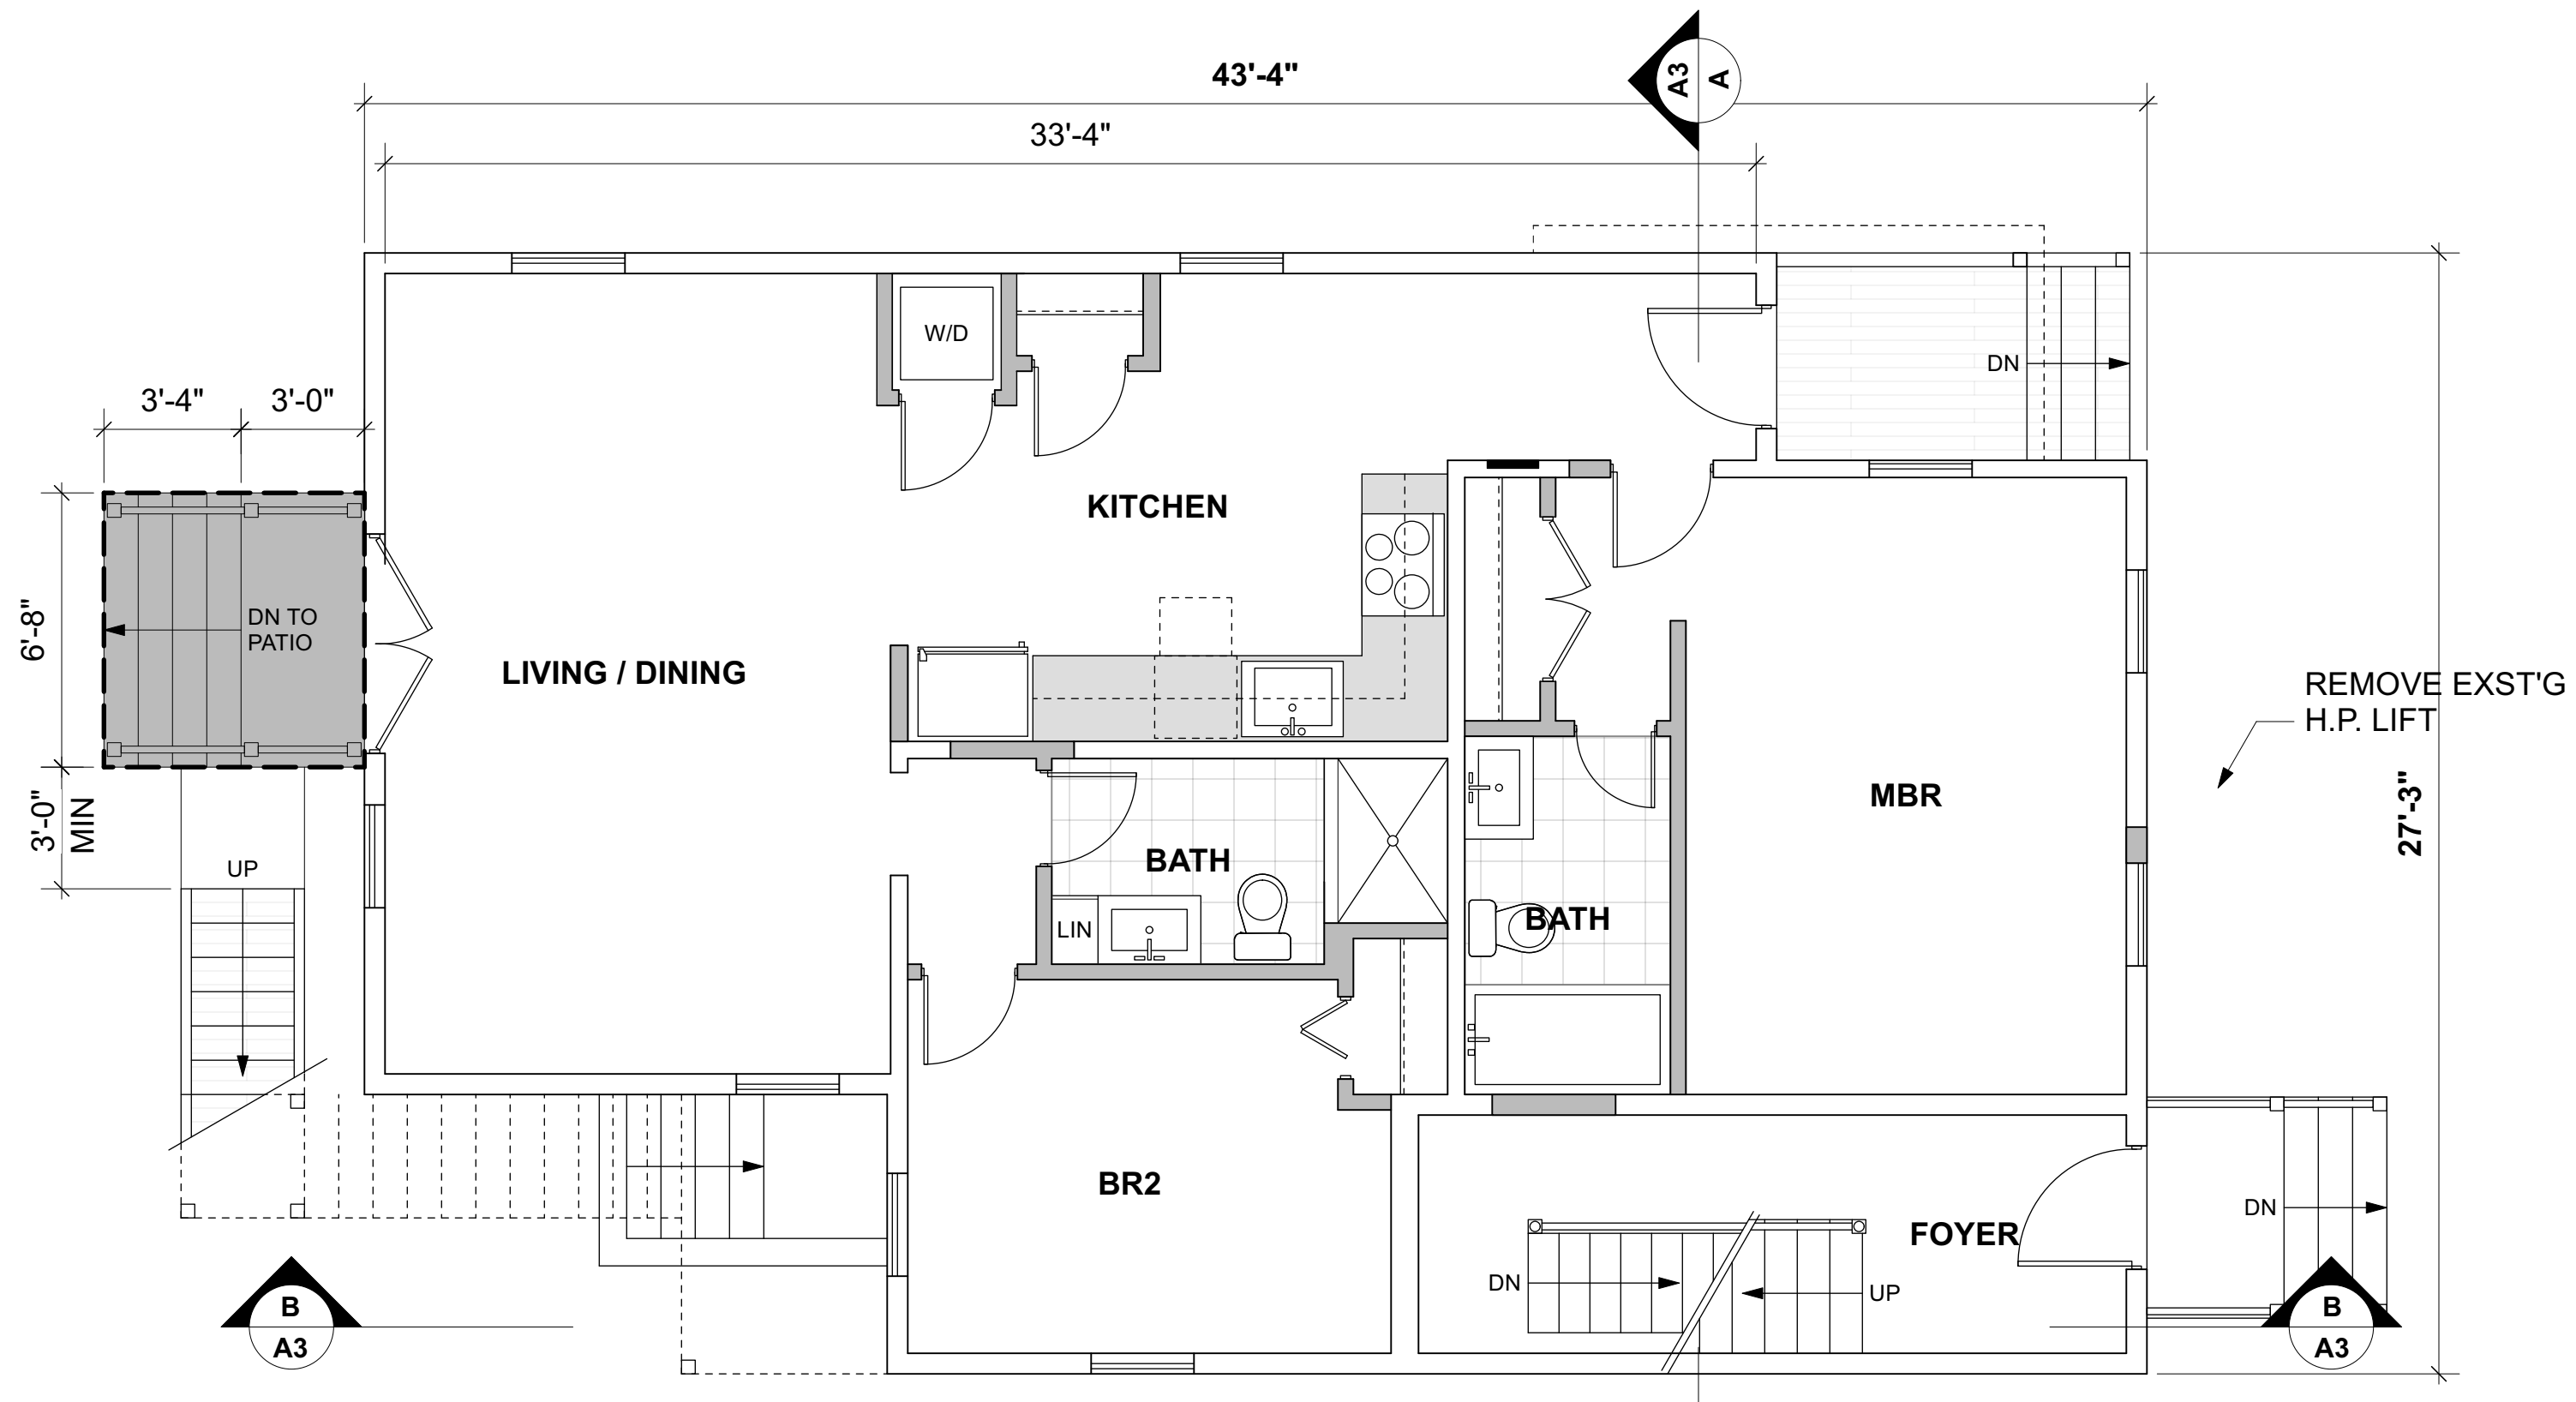 43'-4"
A3
A
33'-4"
W/D
DN
3'-4"
3'-0"
KITCHEN
6'-8"
DN TO
PATIO
LIVING / DINING
REMOVE EXST'G
H.P. LIFT
3'-0"
MIN
MBR
27'-3"
UP
BATH
BATH
LIN
BR2
DN
FOYER
DN
UP
B
A3
B
A3